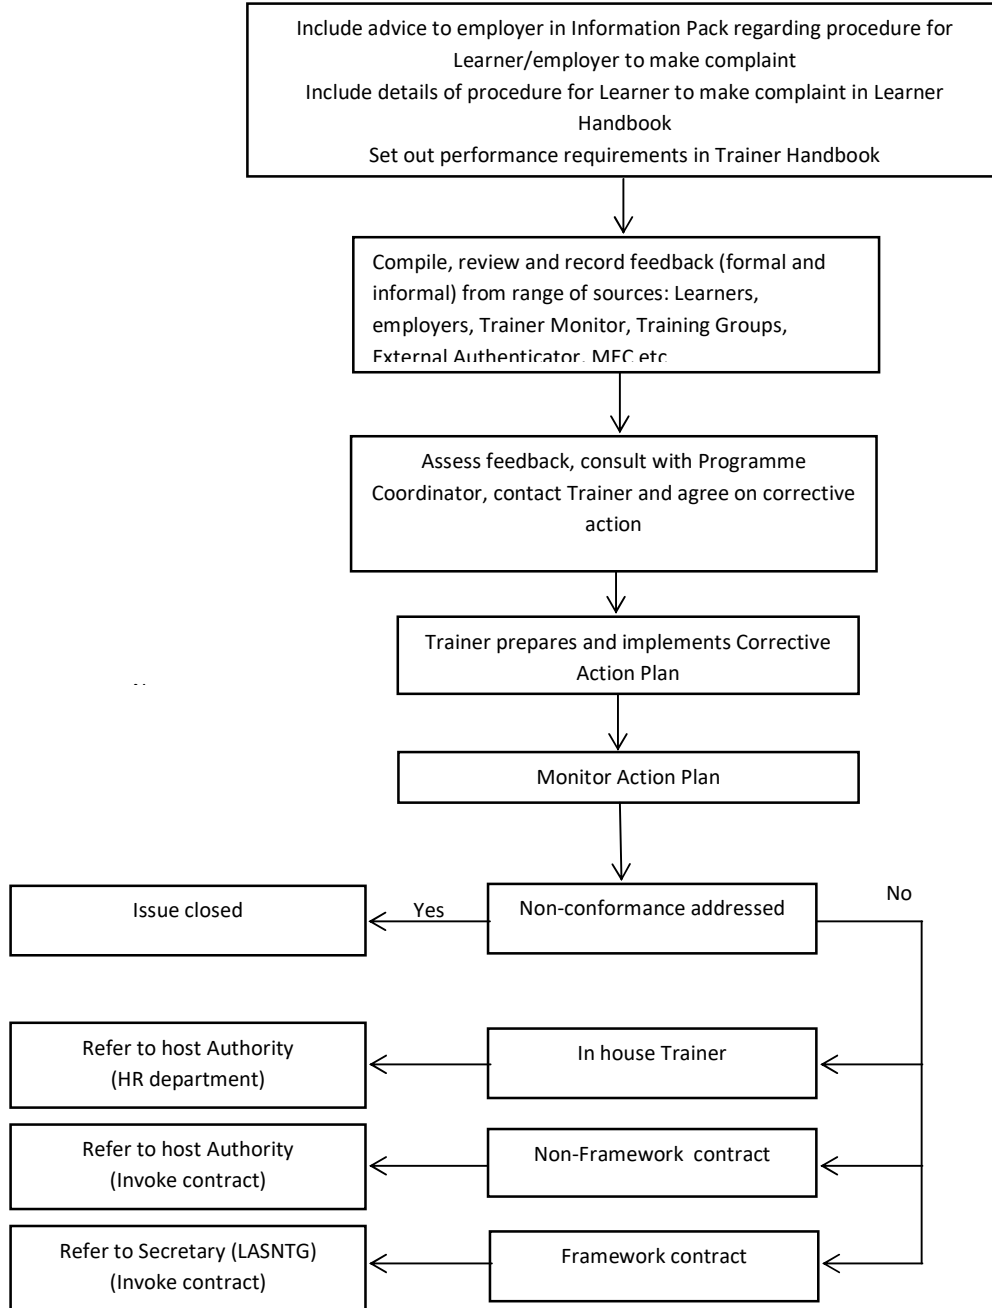 Include advice to employer in Information Pack regarding procedure for
Learner/employer to make complaint
Include details of procedure for Learner to make complaint in Learner
Handbook
Set out performance requirements in Trainer Handbook
Compile, review and record feedback (formal and
informal) from range of sources: Learners,
employers, Trainer Monitor, Training Groups,
External Authenticator, MFC etc
Assess feedback, consult with Programme
Coordinator, contact Trainer and agree on corrective
action
Trainer prepares and implements Corrective
Action Plan
Monitor Action Plan
Issue closed
Yes
Non-conformance addressed
No
Refer to host Authority
(HR department)
In house Trainer
Refer to host Authority
(Invoke contract)
Non-Framework contract
Refer to Secretary (LASNTG)
(Invoke contract)
Framework contract